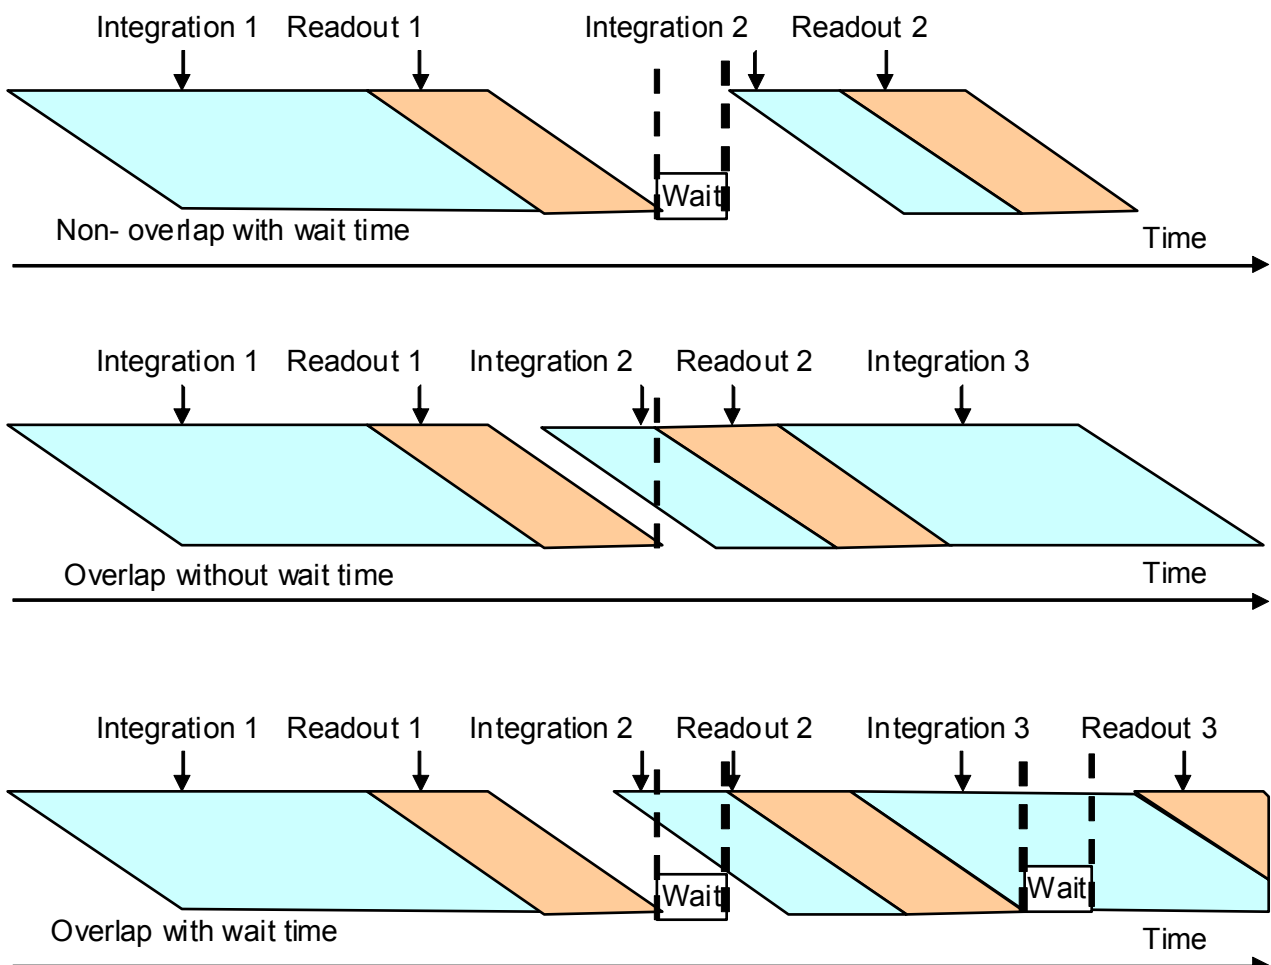 Integration 1 Readout 1 Integration 2 Readout 2
Wait
Non- overlap with wait time
Time
Integration 1 Readout 1 Integration 2 Readout 2 Integration 3
Overlap without wait time
Time
Integration 1 Readout 1 Integration 2 Readout 2 Integration 3 Readout 3
Wait Wait
Overlap with wait time
Time